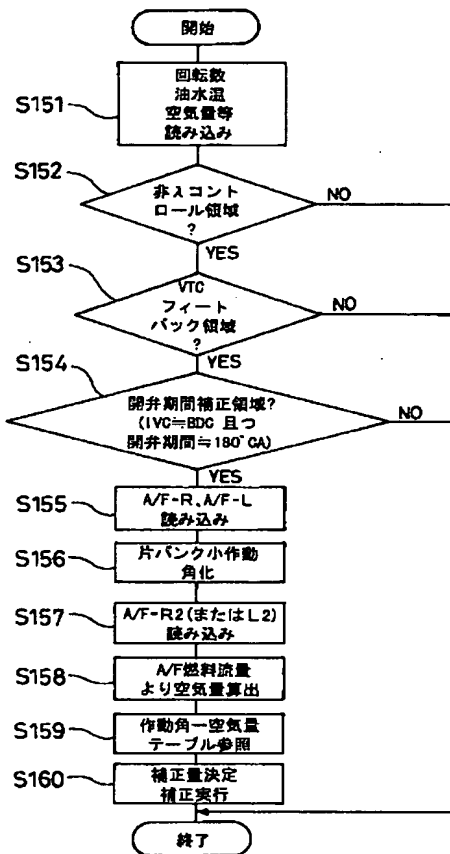 開始
S151
回転数
油水温
空気量等
読み込み
S152
非λコント
ロール領域
?
NO
YES
S153
VTC
フィート
バック領域
?
NO
YES
S154
開弁期間補正領域?
(IVC≒BDC 且つ
開弁期間≒180°CA)
NO
YES
S155
A/F-R、A/F-L
読み込み
S156
片バンク小作動
角化
S157
A/F-R2(またはL2)
読み込み
S158
A/F燃料流量
より空気量算出
S159
作動角ー空気量
テーブル参照
S160
補正量決定
補正実行
終了